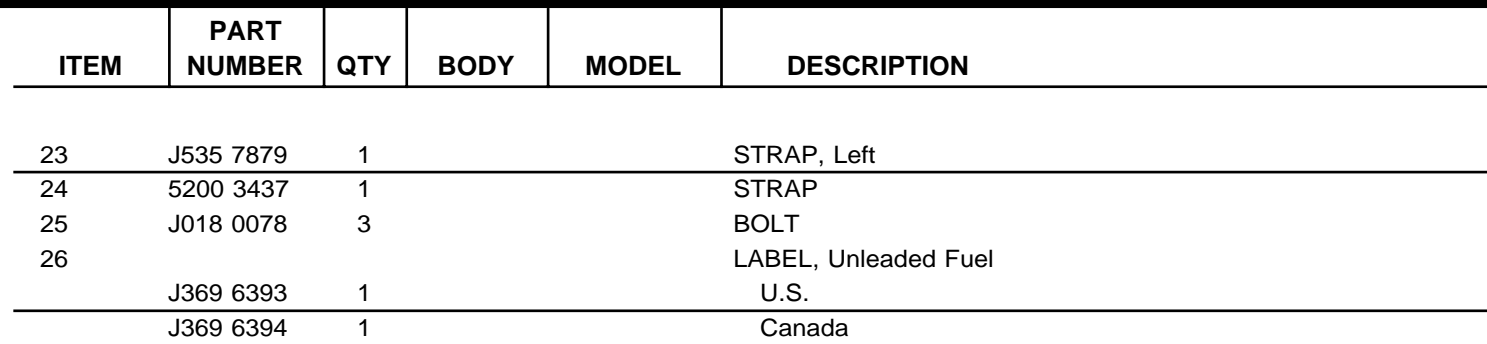 PART
ITEM NUMBER QTY BODY MODEL DESCRIPTION
23 J535 7879 1 STRAP, Left
24 5200 3437 1 STRAP
25 J018 0078 3 BOLT
26 LABEL, Unleaded Fuel
J369 6393 1 U.S.
J369 6394 1 Canada